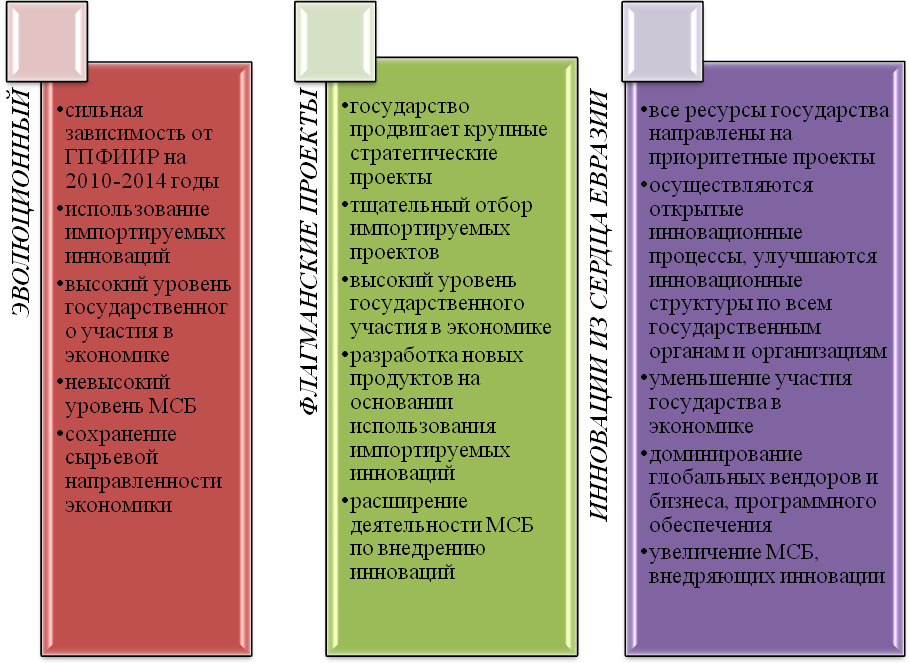 ЭВОЛЮЦИОННЫЙ
•сильная
зависимость от
ГПФИИР на
2010-2014 годы
•использование
импортируемых
инноваций
•высокий уровень
государственног
о участия в
экономике
•невысокий
уровень МСБ
•сохранение
сырьевой
направленности
экономики
ФЛАГМАНСКИЕ ПРОЕКТЫ
•государство
продвигает крупные
стратегические
проекты
•тщательный отбор
импортируемых
проектов
•высокий уровень
государственного
участия в экономике
•разработка новых
продуктов на
основании
использования
импортируемых
инноваций
•расширение
деятельности МСБ
по внедрению
инноваций
ИННОВАЦИИ ИЗ СЕРДЦА ЕВРАЗИИ
•все ресурсы государства
направлены на
приоритетные проекты
•осуществляются
открытые
инновационные
процессы, улучшаются
инновационные
структуры по всем
государственным
органам и организациям
•уменьшение участия
государства в
экономике
•доминирование
глобальных вендоров и
бизнеса, программного
обеспечения
•увеличение МСБ,
внедряющих инновации